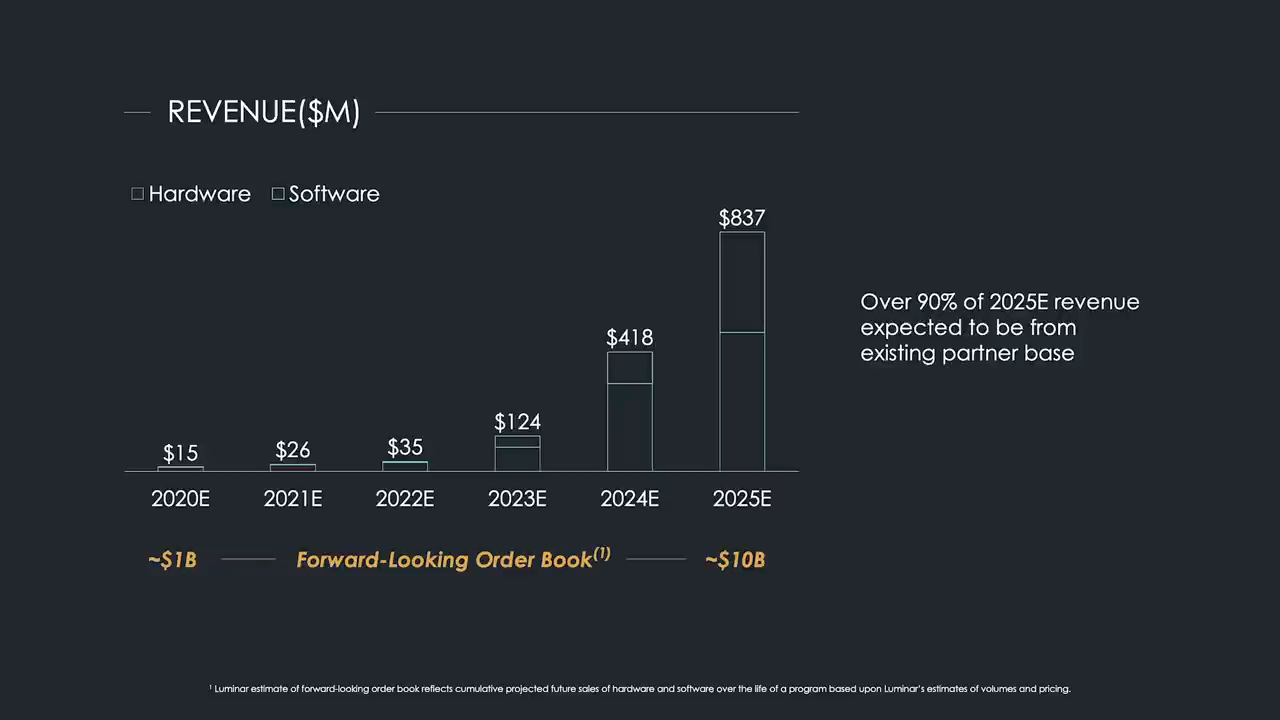 REVENUE($M)
Hardware Software
$837
$418
$124
$35
$26
$15
2020E 2021E 2022E 2023E 2024E 2025E
Over 90% of 2025E revenue
expected to be from
existing partner base
~$1B Forward-Looking Order Book(1) ~$10B
1 Luminar estimate of forward-looking order book reflects cumulative projected future sales of hardware and software over the life of a program based upon Luminar's estimates of volumes and pricing.